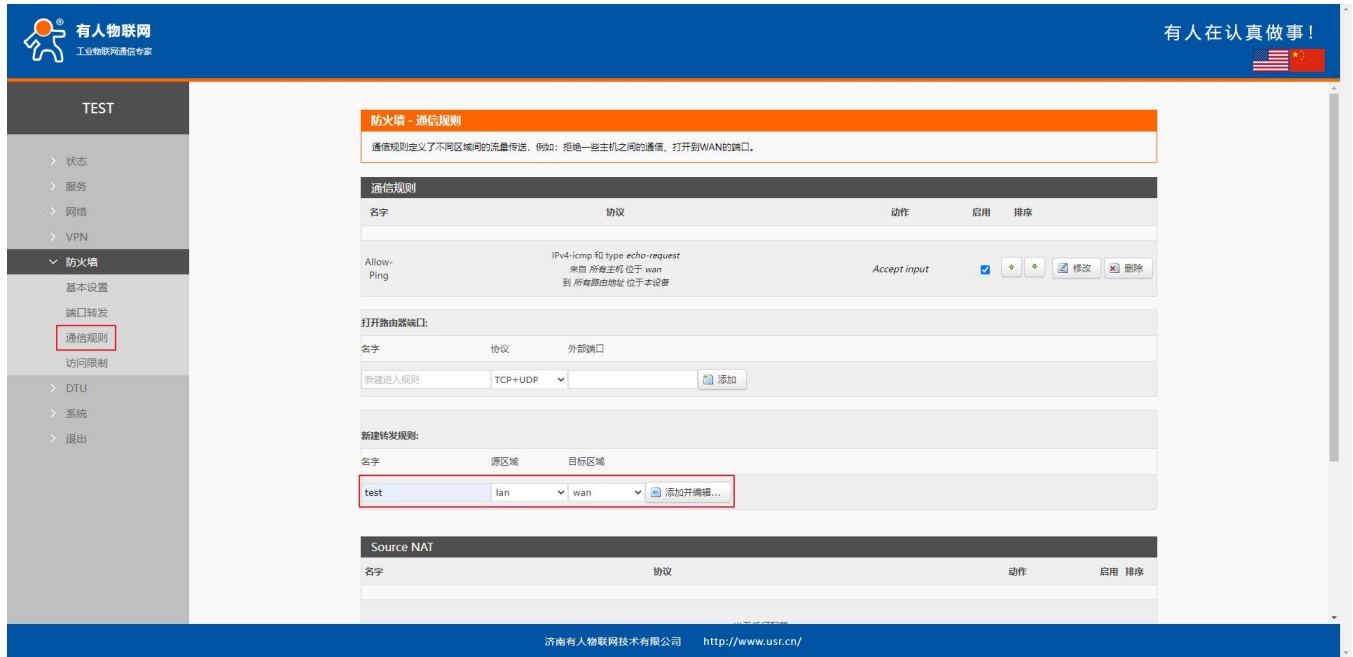 有人物联网
工业物联网通信专家
有人在认真做事！
TEST
状态
服务
网络
VPN
防火墙
基本设置
端口转发
通信规则
访问限制
DTU
系统
退出
防火墙 - 通信规则
通信规则定义了不同区域间的流量传送，例如：拒绝一些主机之间的通信、打开到WAN的端口。
通信规则
名字 协议 动作 启用 排序
Allow-Ping
IPv4-icmp 和 type echo-request
来自 所有主机 位于 wan
到 所有路由地址 位于本设备
Accept input
修改 删除
打开路由器端口:
名字 协议 外部端口
新建进入规则 TCP+UDP 添加
新建转发规则:
名字 源区域 目标区域
test lan wan 添加并编辑...
Source NAT
名字 协议 动作 启用 排序
济南有人物联网技术有限公司 http://www.usr.cn/